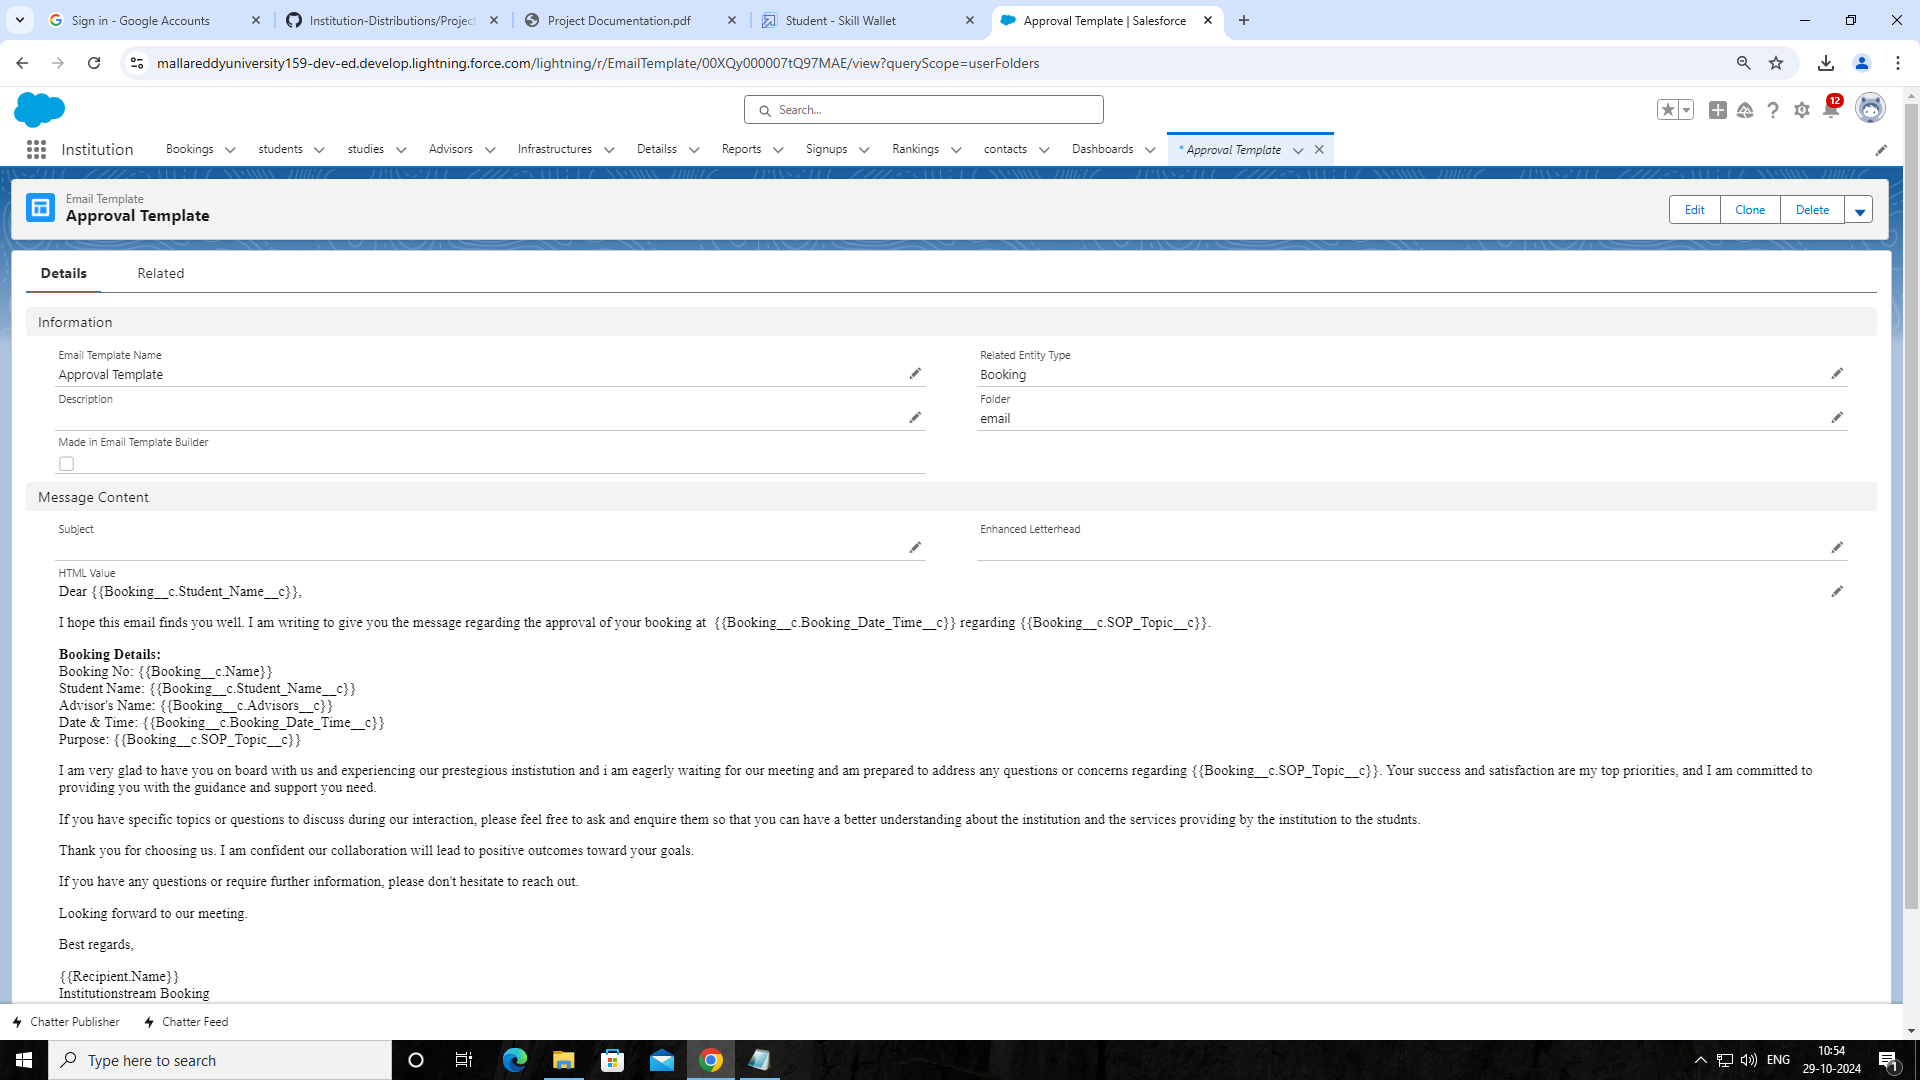 Sign in - Google Accounts
Institution-Distributions/Project
Project Documentation.pdf
Student - Skill Wallet
Approval Template | Salesforce
mallareddyuniversity159-dev-ed.develop.lightning.force.com/lightning/r/EmailTemplate/00XQy000007tQ97MAE/view?queryScope=userFolders
Search...
12
Institution
Bookings
students
studies
Advisors
Infrastructures
Detailss
Reports
Signups
Rankings
contacts
Dashboards
* Approval Template
Email Template
Approval Template
Edit
Clone
Delete
Details
Related
Information
Email Template Name
Approval Template
Related Entity Type
Booking
Description
Folder
email
Made in Email Template Builder
Message Content
Subject
Enhanced Letterhead
HTML Value
Dear {{Booking__c.Student_Name__c}},
I hope this email finds you well. I am writing to give you the message regarding the approval of your booking at  {{Booking__c.Booking_Date_Time__c}} regarding {{Booking__c.SOP_Topic__c}}.
Booking Details:
Booking No: {{Booking__c.Name}}
Student Name: {{Booking__c.Student_Name__c}}
Advisor's Name: {{Booking__c.Advisors__c}}
Date & Time: {{Booking__c.Booking_Date_Time__c}}
Purpose: {{Booking__c.SOP_Topic__c}}
I am very glad to have you on board with us and experiencing our prestegious instistution and i am eagerly waiting for our meeting and am prepared to address any questions or concerns regarding {{Booking__c.SOP_Topic__c}}. Your success and satisfaction are my top priorities, and I am committed to
providing you with the guidance and support you need.
If you have specific topics or questions to discuss during our interaction, please feel free to ask and enquire them so that you can have a better understanding about the institution and the services providing by the institution to the studnts.
Thank you for choosing us. I am confident our collaboration will lead to positive outcomes toward your goals.
If you have any questions or require further information, please don't hesitate to reach out.
Looking forward to our meeting.
Best regards,
{{Recipient.Name}}
Institutionstream Booking
Chatter Publisher
Chatter Feed
Type here to search
ENG
10:54
29-10-2024
1